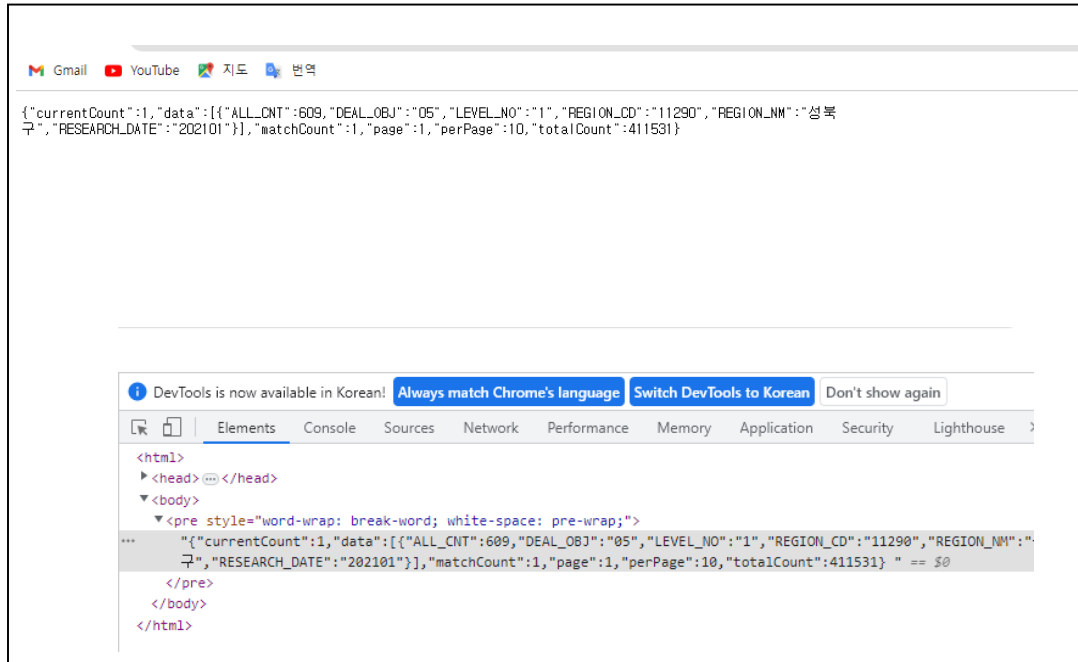 Gmail YouTube 지도 번역
{"currentCount":1,"data":[{"ALL_CNT":609,"DEAL_OBJ":"05","LEVEL_NO":"1","REGION_CD":"11290","REGION_NM":"성북
구","RESEARCH_DATE":"202101"}],"matchCount":1,"page":1,"perPage":10,"totalCount":411531}
DevTools is now available in Korean! Always match Chrome's language Switch DevTools to Korean Don't show again
Elements Console Sources Network Performance Memory Application Security Lighthouse
<html>
<head>…</head>
<body>
<pre style="word-wrap: break-word; white-space: pre-wrap;">
"{"currentCount":1,"data":[{"ALL_CNT":609,"DEAL_OBJ":"05","LEVEL_NO":"1","REGION_CD":"11290","REGION_NM":"
구","RESEARCH_DATE":"202101"}],"matchCount":1,"page":1,"perPage":10,"totalCount":411531} " == $0
</pre>
</body>
</html>